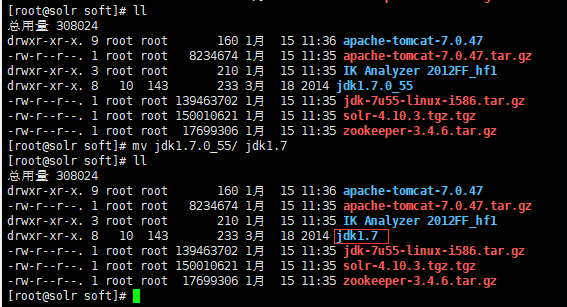 [root@solr soft]# ll
总用量 308024
drwxr-xr-x. 9 root root       160 1月  15 11:36 apache-tomcat-7.0.47
-rw-r--r--. 1 root root   8234674 1月  15 11:35 apache-tomcat-7.0.47.tar.gz
drwxr-xr-x. 3 root root       210 1月  15 11:35 IK Analyzer 2012FF_hf1
drwxr-xr-x. 8   10  143       233 3月  18 2014 jdk1.7.0_55
-rw-r--r--. 1 root root 139463702 1月  15 11:35 jdk-7u55-linux-i586.tar.gz
-rw-r--r--. 1 root root 150010621 1月  15 11:35 solr-4.10.3.tgz.tgz
-rw-r--r--. 1 root root  17699306 1月  15 11:35 zookeeper-3.4.6.tar.gz
[root@solr soft]# mv jdk1.7.0_55/ jdk1.7
[root@solr soft]# ll
总用量 308024
drwxr-xr-x. 9 root root       160 1月  15 11:36 apache-tomcat-7.0.47
-rw-r--r--. 1 root root   8234674 1月  15 11:35 apache-tomcat-7.0.47.tar.gz
drwxr-xr-x. 3 root root       210 1月  15 11:35 IK Analyzer 2012FF_hf1
drwxr-xr-x. 8   10  143       233 3月  18 2014 jdk1.7
-rw-r--r--. 1 root root 139463702 1月  15 11:35 jdk-7u55-linux-i586.tar.gz
-rw-r--r--. 1 root root 150010621 1月  15 11:35 solr-4.10.3.tgz.tgz
-rw-r--r--. 1 root root  17699306 1月  15 11:35 zookeeper-3.4.6.tar.gz
[root@solr soft]#